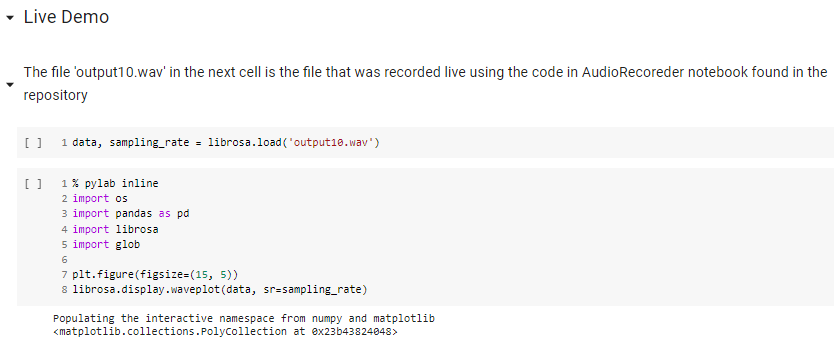 Live Demo
The file 'output10.wav' in the next cell is the file that was recorded live using the code in AudioRecoreder notebook found in the
repository
[ ] 1 data, sampling_rate = librosa.load('output10.wav')
[ ] 1 % pylab inline
2 import os
3 import pandas as pd
4 import librosa
5 import glob
6
7 plt.figure(figsize=(15, 5))
8 librosa.display.waveplot(data, sr=sampling_rate)
Populating the interactive namespace from numpy and matplotlib
<matplotlib.collections.PolyCollection at 0x23b43824048>